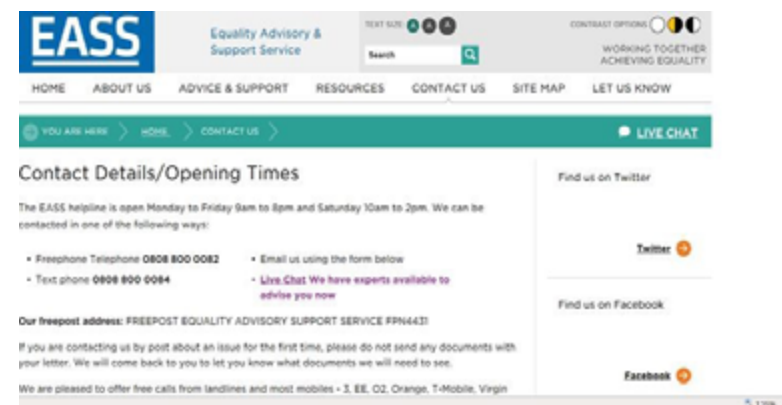 EASS
Equality Advisory &
Support Service
TEXT SIZE: A A A
Search
CONTRAST OPTIONS
WORKING TOGETHER
ACHIEVING EQUALITY
HOME ABOUT US ADVICE & SUPPORT RESOURCES CONTACT US SITE MAP LET US KNOW
YOU ARE HERE HOME CONTACT US
LIVE CHAT
Contact Details/Opening Times
The EASS helpline is open Monday to Friday 9am to 8pm and Saturday 10am to 2pm. We can be
contacted in one of the following ways:
• Freephone Telephone 0808 800 0082
• Text phone 0808 800 0084
• Email us using the form below
• Live Chat We have experts available to
advise you now
Our freepost address: FREEPOST EQUALITY ADVISORY SUPPORT SERVICE FPN4431
If you are contacting us by post about an issue for the first time, please do not send any documents with
your letter. We will come back to you to let you know what documents we will need to see.
We are pleased to offer free calls from landlines and most mobiles - 3, EE, O2, Orange, T-Mobile, Virgin
Find us on Twitter
Twitter
Find us on Facebook
Facebook
125%